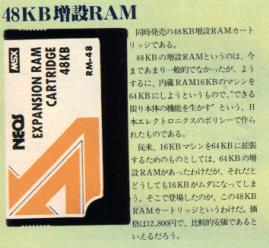 48KB増設RAM
MSX
NEOS
EXPANSION RAM
CARTRIDGE
48KB
RM-48
同時発売の48KB増設RAMカート
リッジである。
48KBの増設RAMというのは、今
まであまり一般的でなかったが、よう
するに、内蔵RAM16KBのマシンを
64KBにしようというもので、“できる
限り本体の機能を生かす”という、日
本エレクトロニクスのポリシーで作ら
れたものである。
従来、16KBマシンを64KBに拡張
するためのものとしては、64KBの増
設RAMがあったわけだが、それだと
どうしても16KBがムダになってしま
う。そこで登場したのが、この48KB
RAMカートリッジというわけだ。価
格は12,800円で、比較的安価であると
いえるだろう。